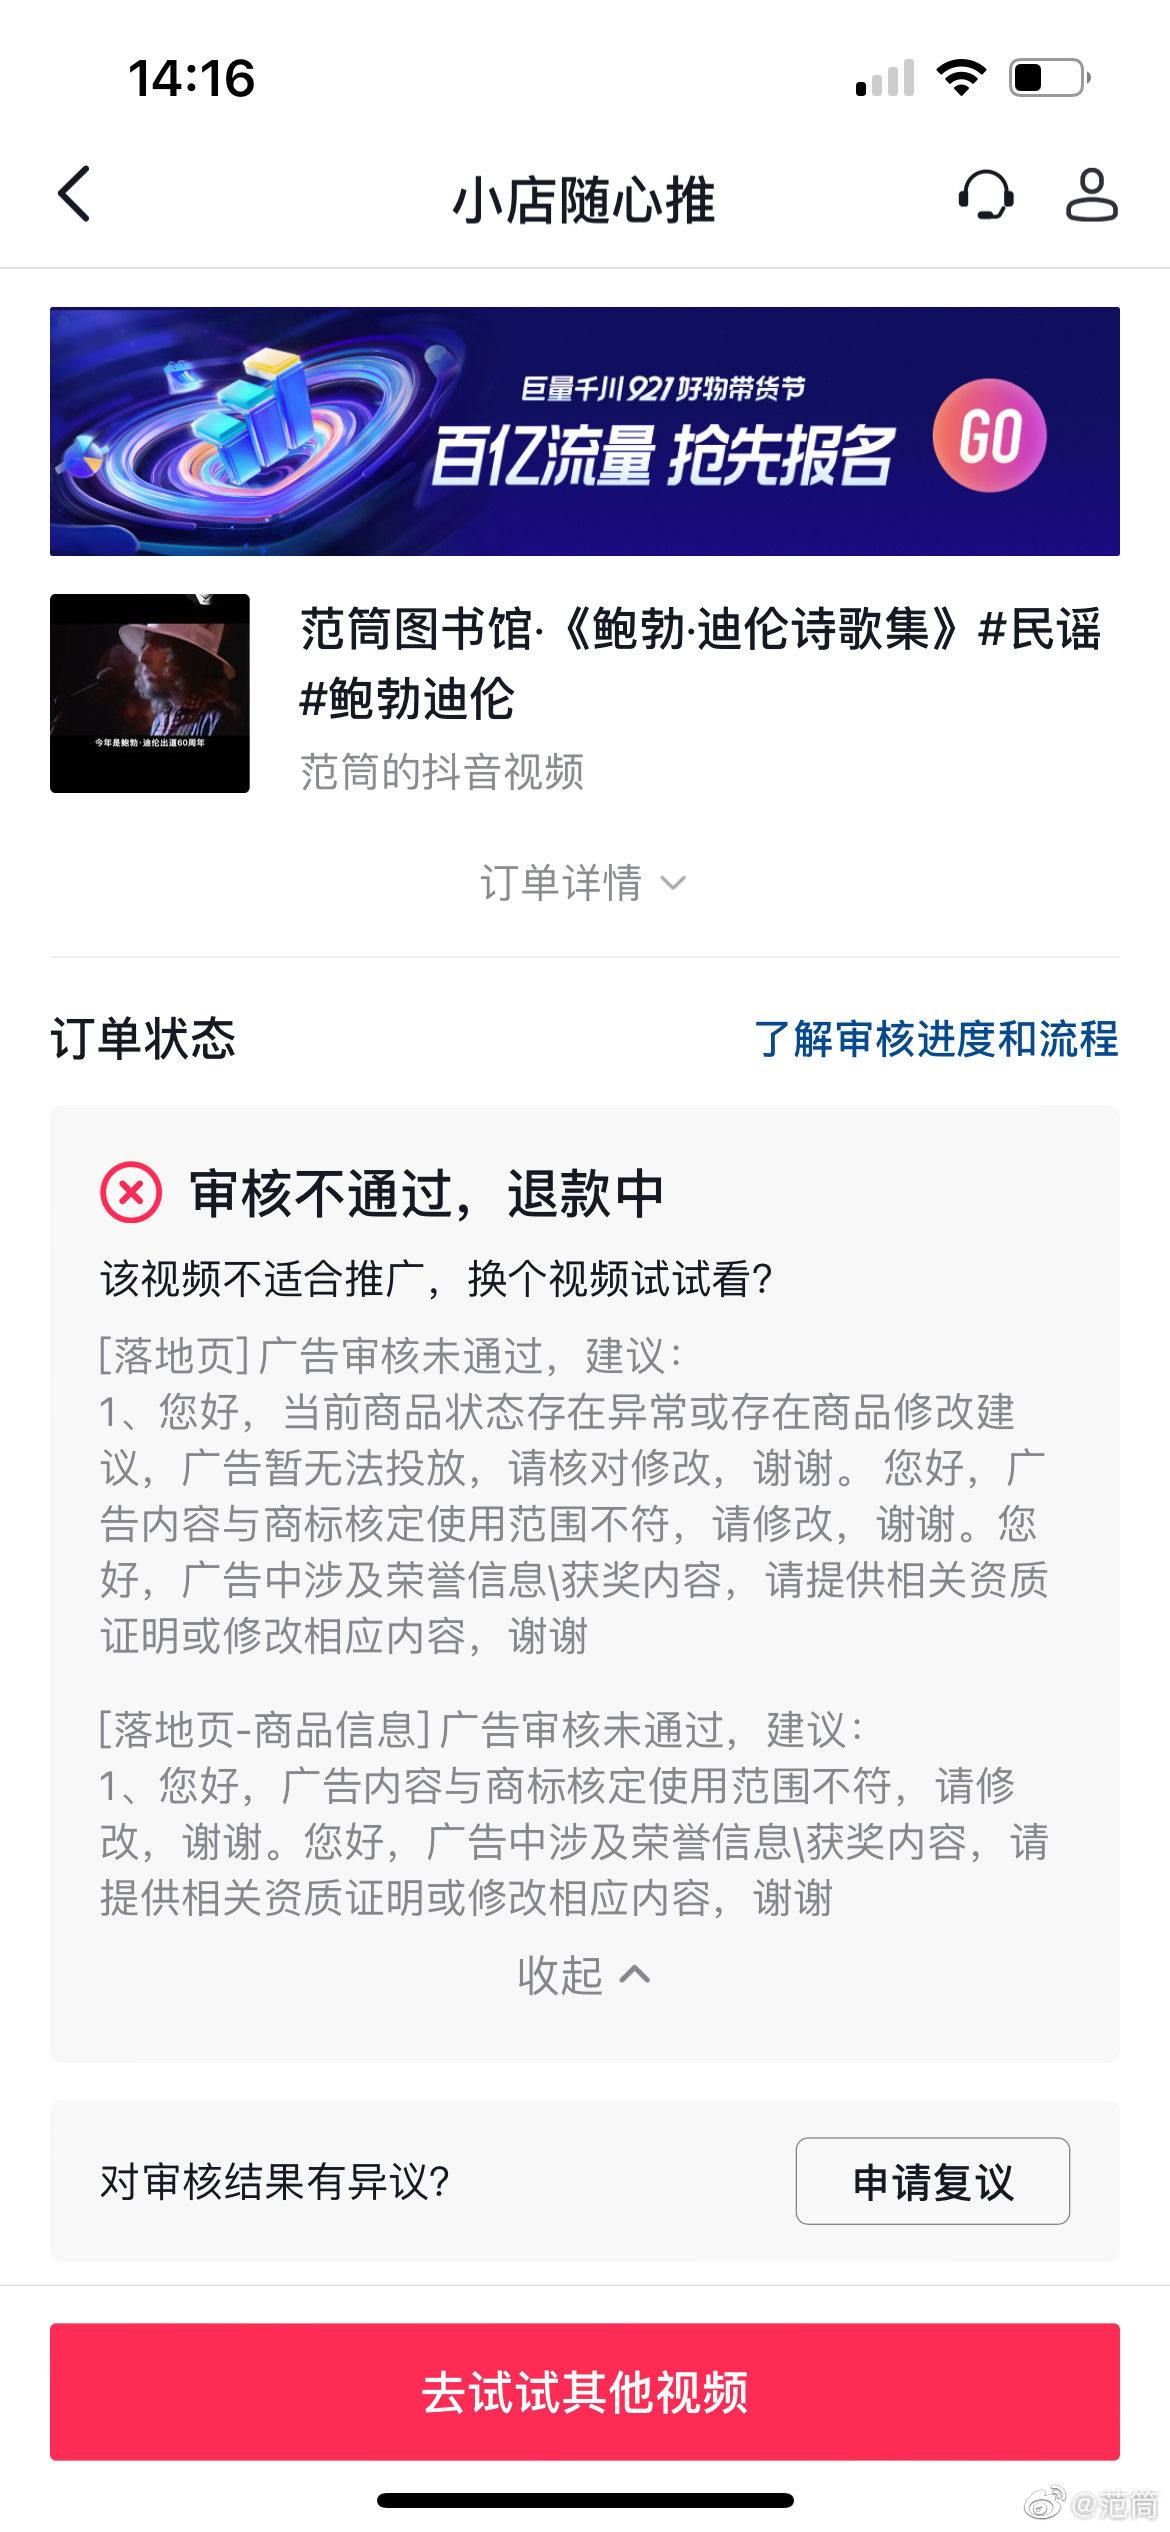 14:16
小店随心推
巨量千川921好物带货节
百亿流量 抢先报名
GO
范筒图书馆·《鲍勃·迪伦诗歌集》#民谣
#鲍勃迪伦
今年是鲍勃·迪伦出道60周年
范筒的抖音视频
订单详情
订单状态
了解审核进度和流程
审核不通过，退款中
该视频不适合推广，换个视频试试看?
[落地页]广告审核未通过，建议：
1、您好，当前商品状态存在异常或存在商品修改建
议，广告暂无法投放，请核对修改，谢谢。 您好，广
告内容与商标核定使用范围不符，请修改，谢谢。您
好，广告中涉及荣誉信息\获奖内容，请提供相关资质
证明或修改相应内容，谢谢
[落地页-商品信息]广告审核未通过，建议：
1、您好，广告内容与商标核定使用范围不符，请修
改，谢谢。您好，广告中涉及荣誉信息\获奖内容，请
提供相关资质证明或修改相应内容，谢谢
收起
对审核结果有异议?
申请复议
去试试其他视频
@范筒